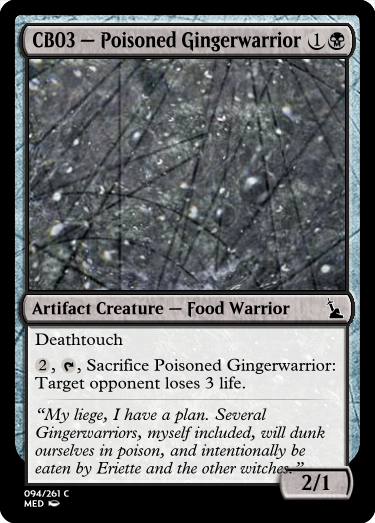 CB03 — Poisoned Gingerwarrior 1
Artifact Creature — Food Warrior
Deathtouch
2, , Sacrifice Poisoned Gingerwarrior:
Target opponent loses 3 life.
“My liege, I have a plan. Several
Gingerwarriors, myself included, will dunk
ourselves in poison, and intentionally be
eaten by Eriette and the other witches.”
2/1
094/261 C
MED